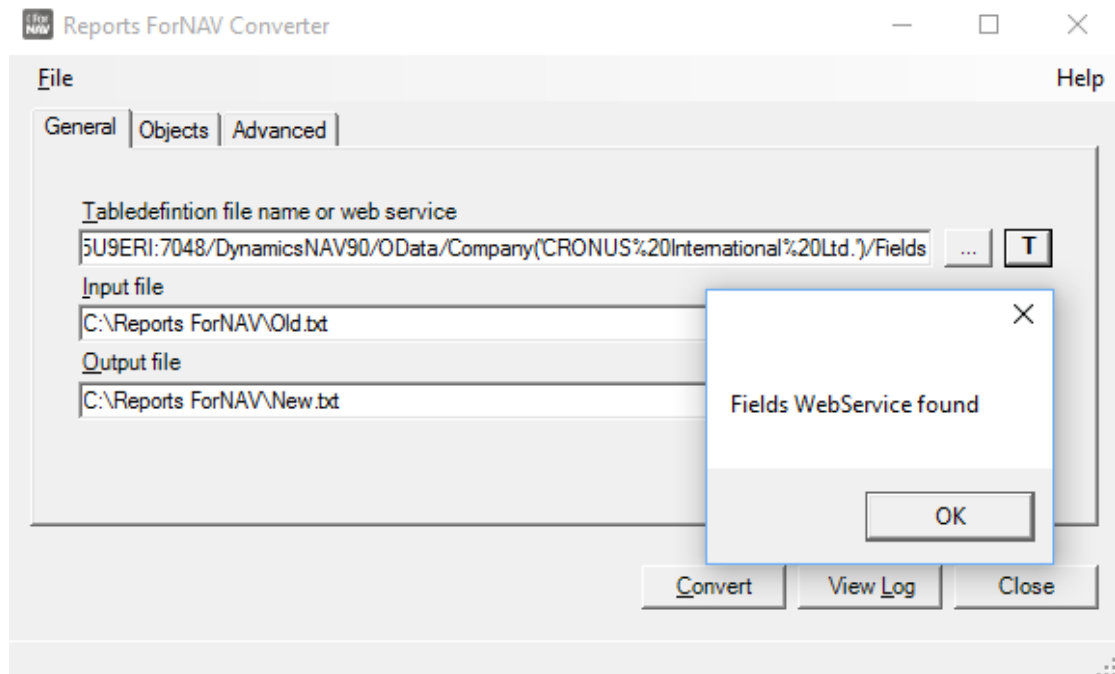 ForNAV Reports ForNAV Converter
File Help
General Objects Advanced
Tabledefintion file name or web service
5U9ERI:7048/DynamicsNAV90/OData/Company('CRONUS%20International%20Ltd.')/Fields ... T
Input file
C:\Reports ForNAV\Old.txt
Output file
C:\Reports ForNAV\New.txt
Fields WebService found
OK
Convert View Log Close